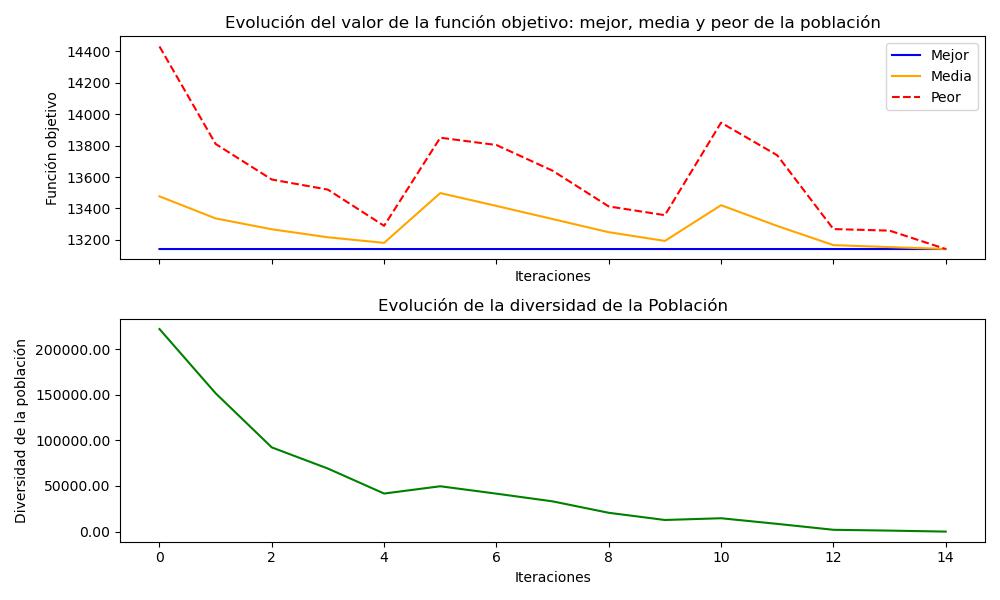 Evolución del valor de la función objetivo: mejor, media y peor de la población
14400
14200
14000
13800
13600
13400
13200
Función objetivo
Mejor
Media
Peor
Iteraciones
Evolución de la diversidad de la Población
200000.00
150000.00
100000.00
50000.00
0.00
Diversidad de la población
0 2 4 6 8 10 12 14
Iteraciones